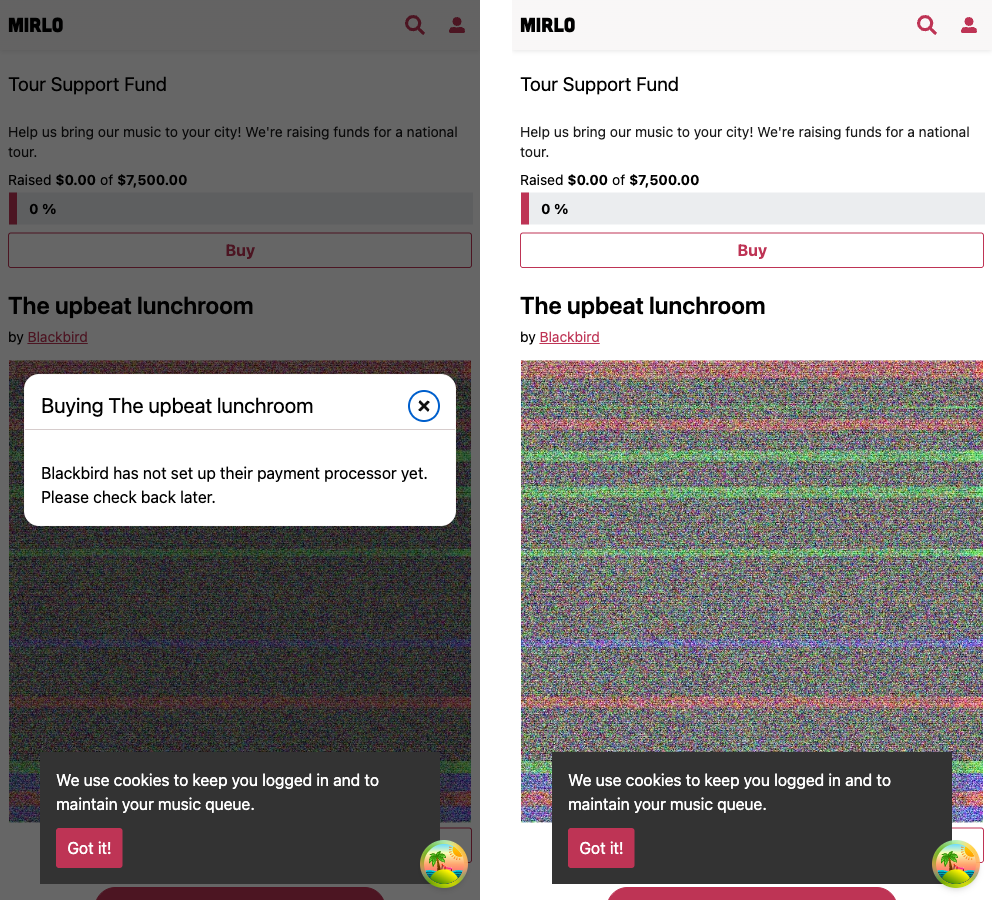 MIRLO
Tour Support Fund
Help us bring our music to your city! We're raising funds for a national
tour.
Raised $0.00 of $7,500.00
0 %
Buy
The upbeat lunchroom
by Blackbird
Buying The upbeat lunchroom
Blackbird has not set up their payment processor yet.
Please check back later.
We use cookies to keep you logged in and to
maintain your music queue.
Got it!
MIRLO
Tour Support Fund
Help us bring our music to your city! We're raising funds for a national
tour.
Raised $0.00 of $7,500.00
0 %
Buy
The upbeat lunchroom
by Blackbird
We use cookies to keep you logged in and to
maintain your music queue.
Got it!